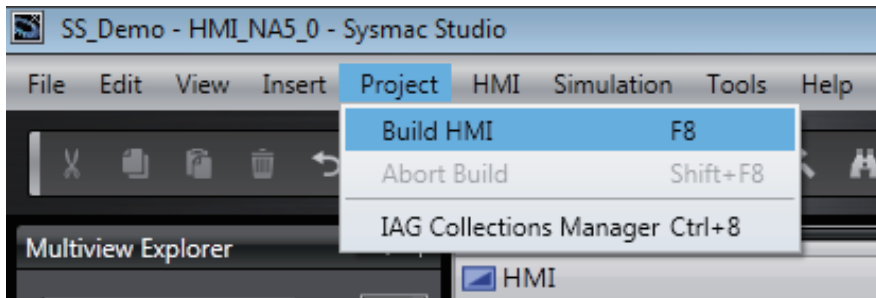 SS_Demo - HMI_NA5_0 - Sysmac Studio
File Edit View Insert Project HMI Simulation Tools Help
Build HMI F8
Abort Build Shift+F8
IAG Collections Manager Ctrl+8
Multiview Explorer
HMI